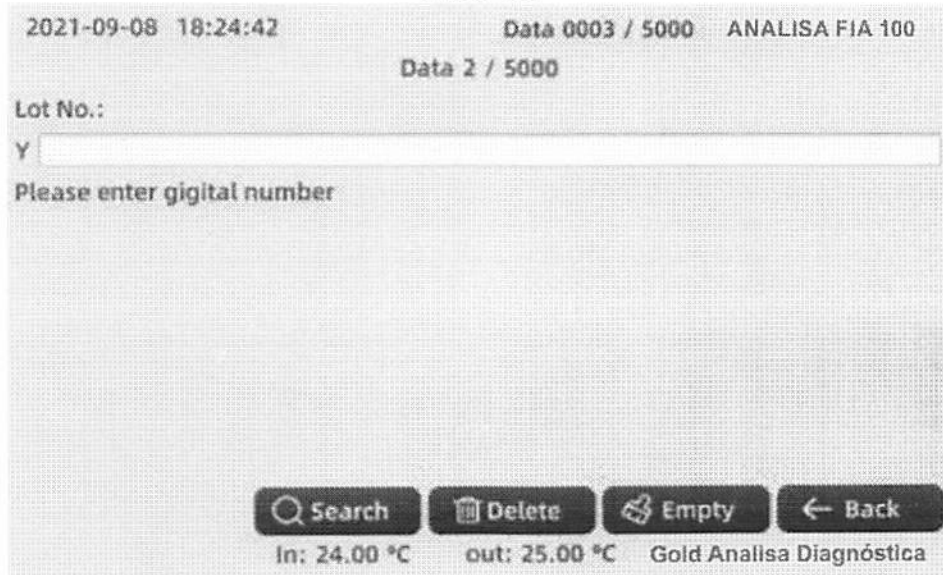 2021-09-08 18:24:42 Data 0003 / 5000 ANALISA FIA 100
Data 2 / 5000
Lot No.:
Y
Please enter gigital number
Search Delete Empty Back
In: 24.00 °C out: 25.00 °C Gold Analisa Diagnóstica